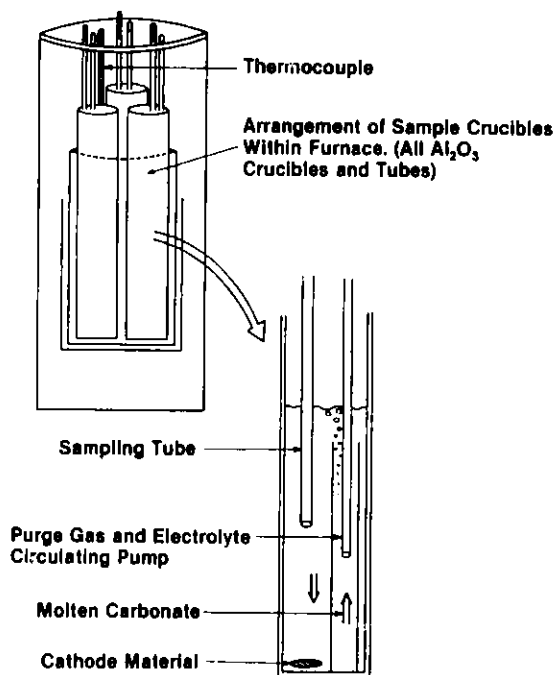 Thermocouple
Arrangement of Sample Crucibles
Within Furnace. (All Al₂O₃
Crucibles and Tubes)
Sampling Tube
Purge Gas and Electrolyte
Circulating Pump
Molten Carbonate
Cathode Material